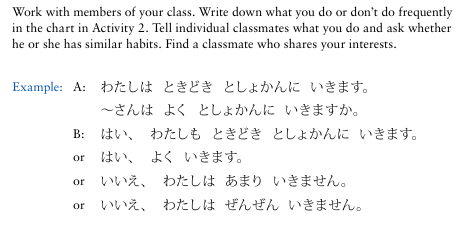 Work with members of your class. Write down what you do or don't do frequently
in the chart in Activity 2. Tell individual classmates what you do and ask whether
he or she has similar habits. Find a classmate who shares your interests.
Example: A: わたしは ときどき としょかんに いきます。
～さんは よく としょかんに いきますか。
B: はい、 わたしも ときどき としょかんに いきます。
or はい、 よく いきます。
or いいえ、 わたしは あまり いきません。
or いいえ、 わたしは ぜんぜん いきません。